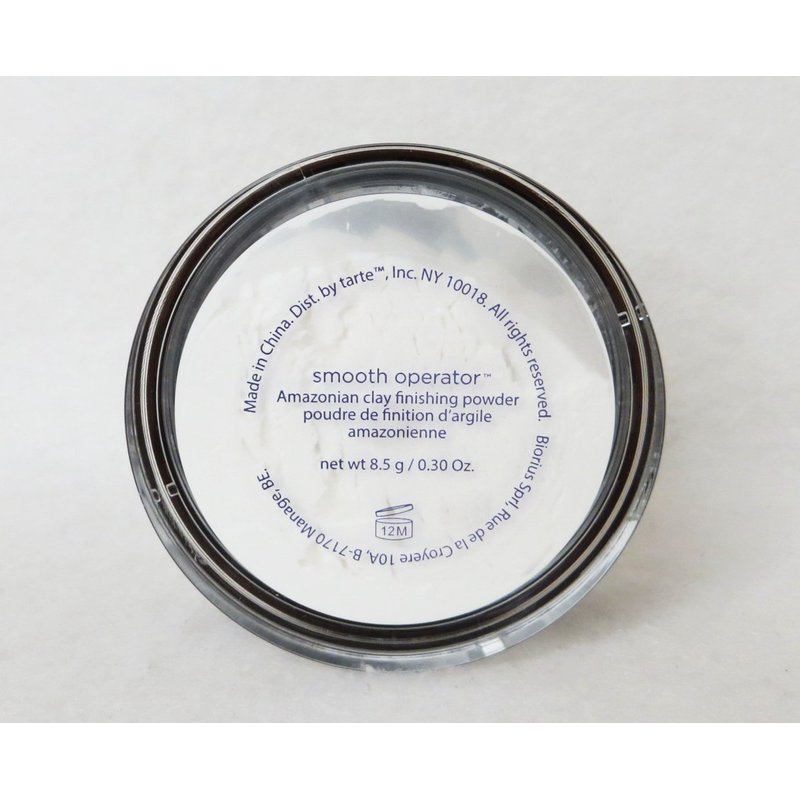 Made in China. Dist. by tarte™, Inc. NY 10018. All rights reserved. Biorius Sprl, Rue de la Croyere 10A, B-7170 Manage, BE.
smooth operator™
Amazonian clay finishing powder
poudre de finition d'argile
amazonienne
net wt 8.5 g / 0.30 Oz.
12M